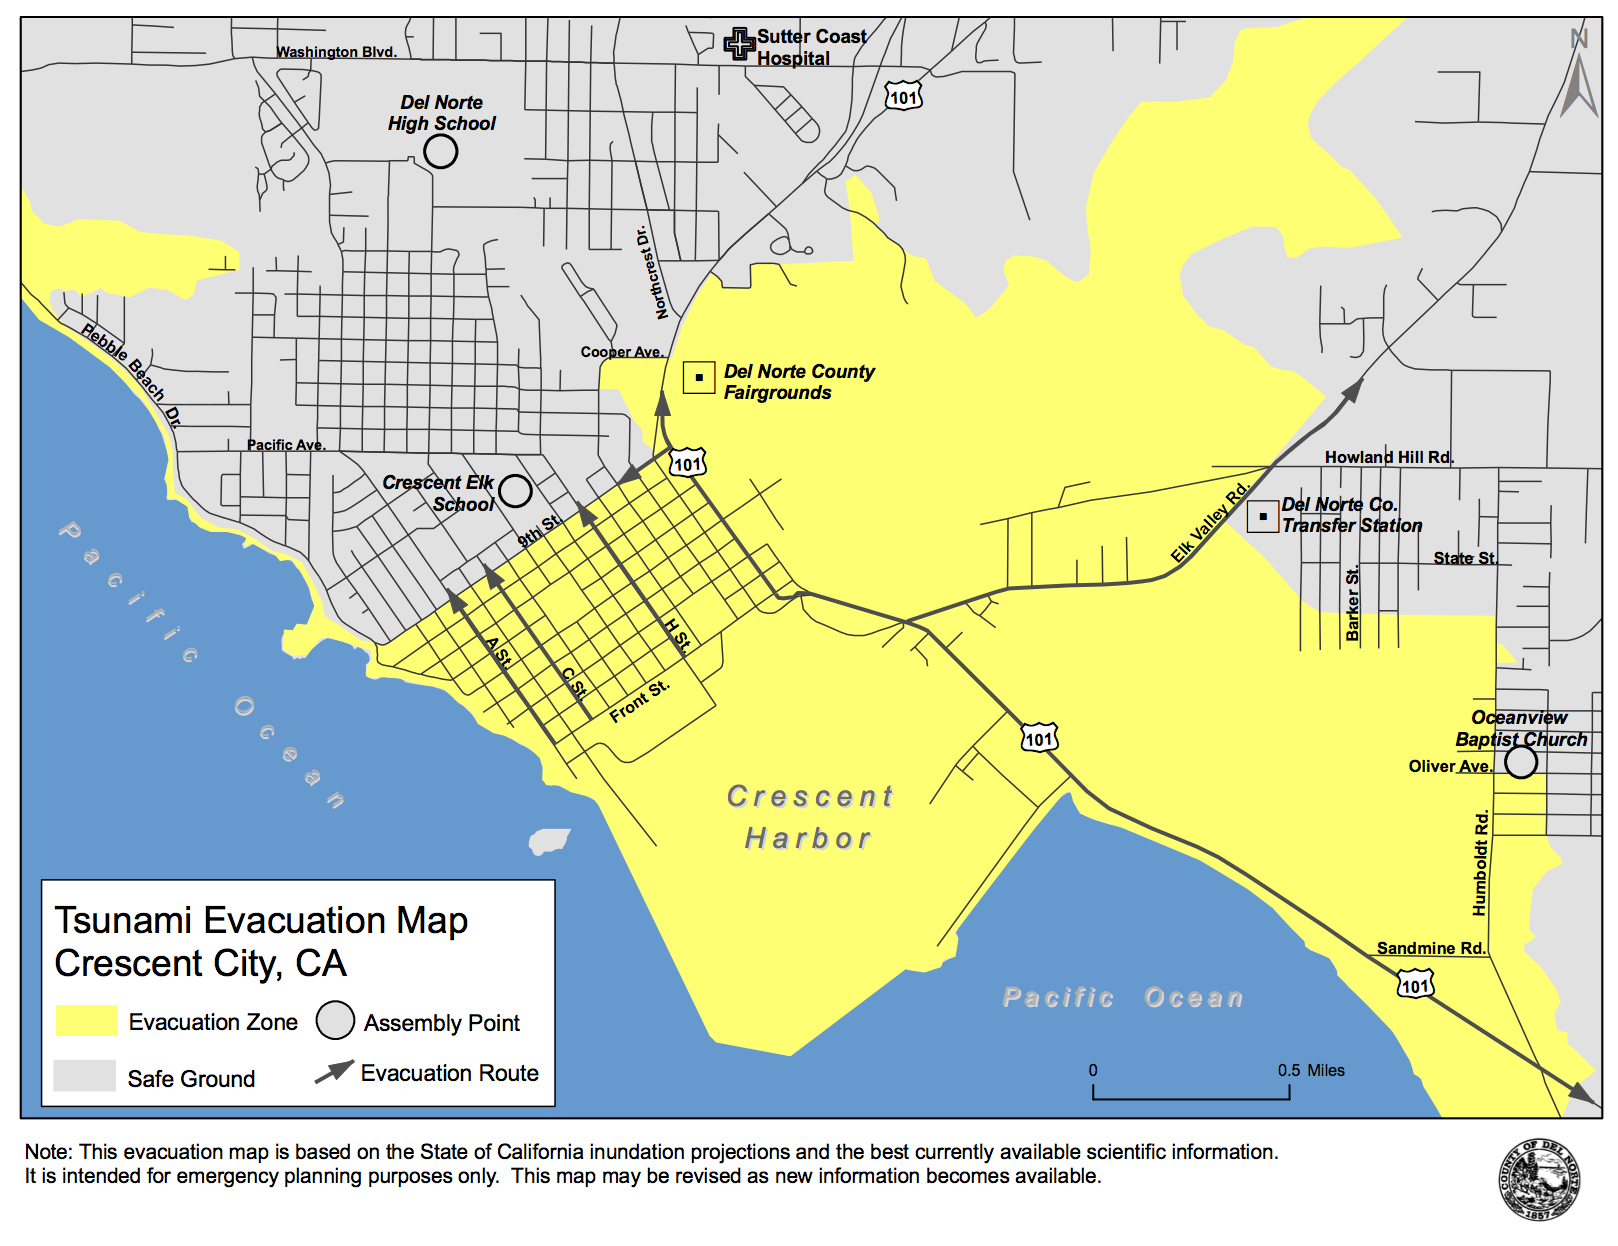 Washington Blvd.
Sutter Coast
Hospital
N
101
Del Norte
High School
Northcrest Dr.
Cooper Ave.
Pebble Beach Dr.
Del Norte County
Fairgrounds
Pacific Ave.
101
Howland Hill Rd.
Crescent Elk
School
Del Norte Co.
Transfer Station
9th St.
Elk Valley Rd.
State St.
Barker St.
Pacific Ocean
A St.
C St.
H St.
Front St.
Oceanview
Baptist Church
101
Oliver Ave.
Crescent
Harbor
Humboldt Rd.
Sandmine Rd.
101
Pacific Ocean
Tsunami Evacuation Map
Crescent City, CA
Evacuation Zone
Assembly Point
Safe Ground
Evacuation Route
0 0.5 Miles
Note: This evacuation map is based on the State of California inundation projections and the best currently available scientific information.
It is intended for emergency planning purposes only. This map may be revised as new information becomes available.
COUNTY OF DEL NORTE
1857